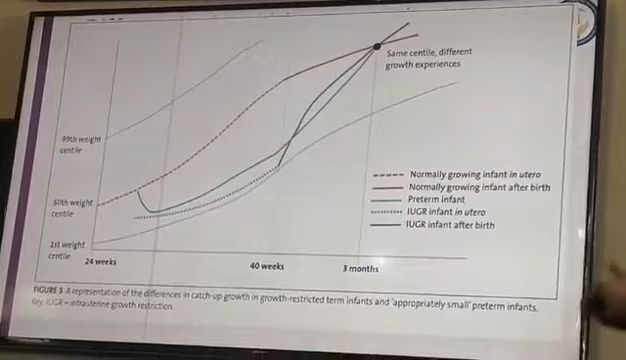 Same centile, different
growth experiences
99th weight
centile
50th weight
centile
1st weight
centile
24 weeks
40 weeks
3 months
Normally growing infant in utero
Normally growing infant after birth
Preterm infant
IUGR infant in utero
IUGR infant after birth
FIGURE 3 A representation of the differences in catch-up growth in growth-restricted term infants and 'appropriately small' preterm infants.
Key: IUGR = intrauterine growth restriction.